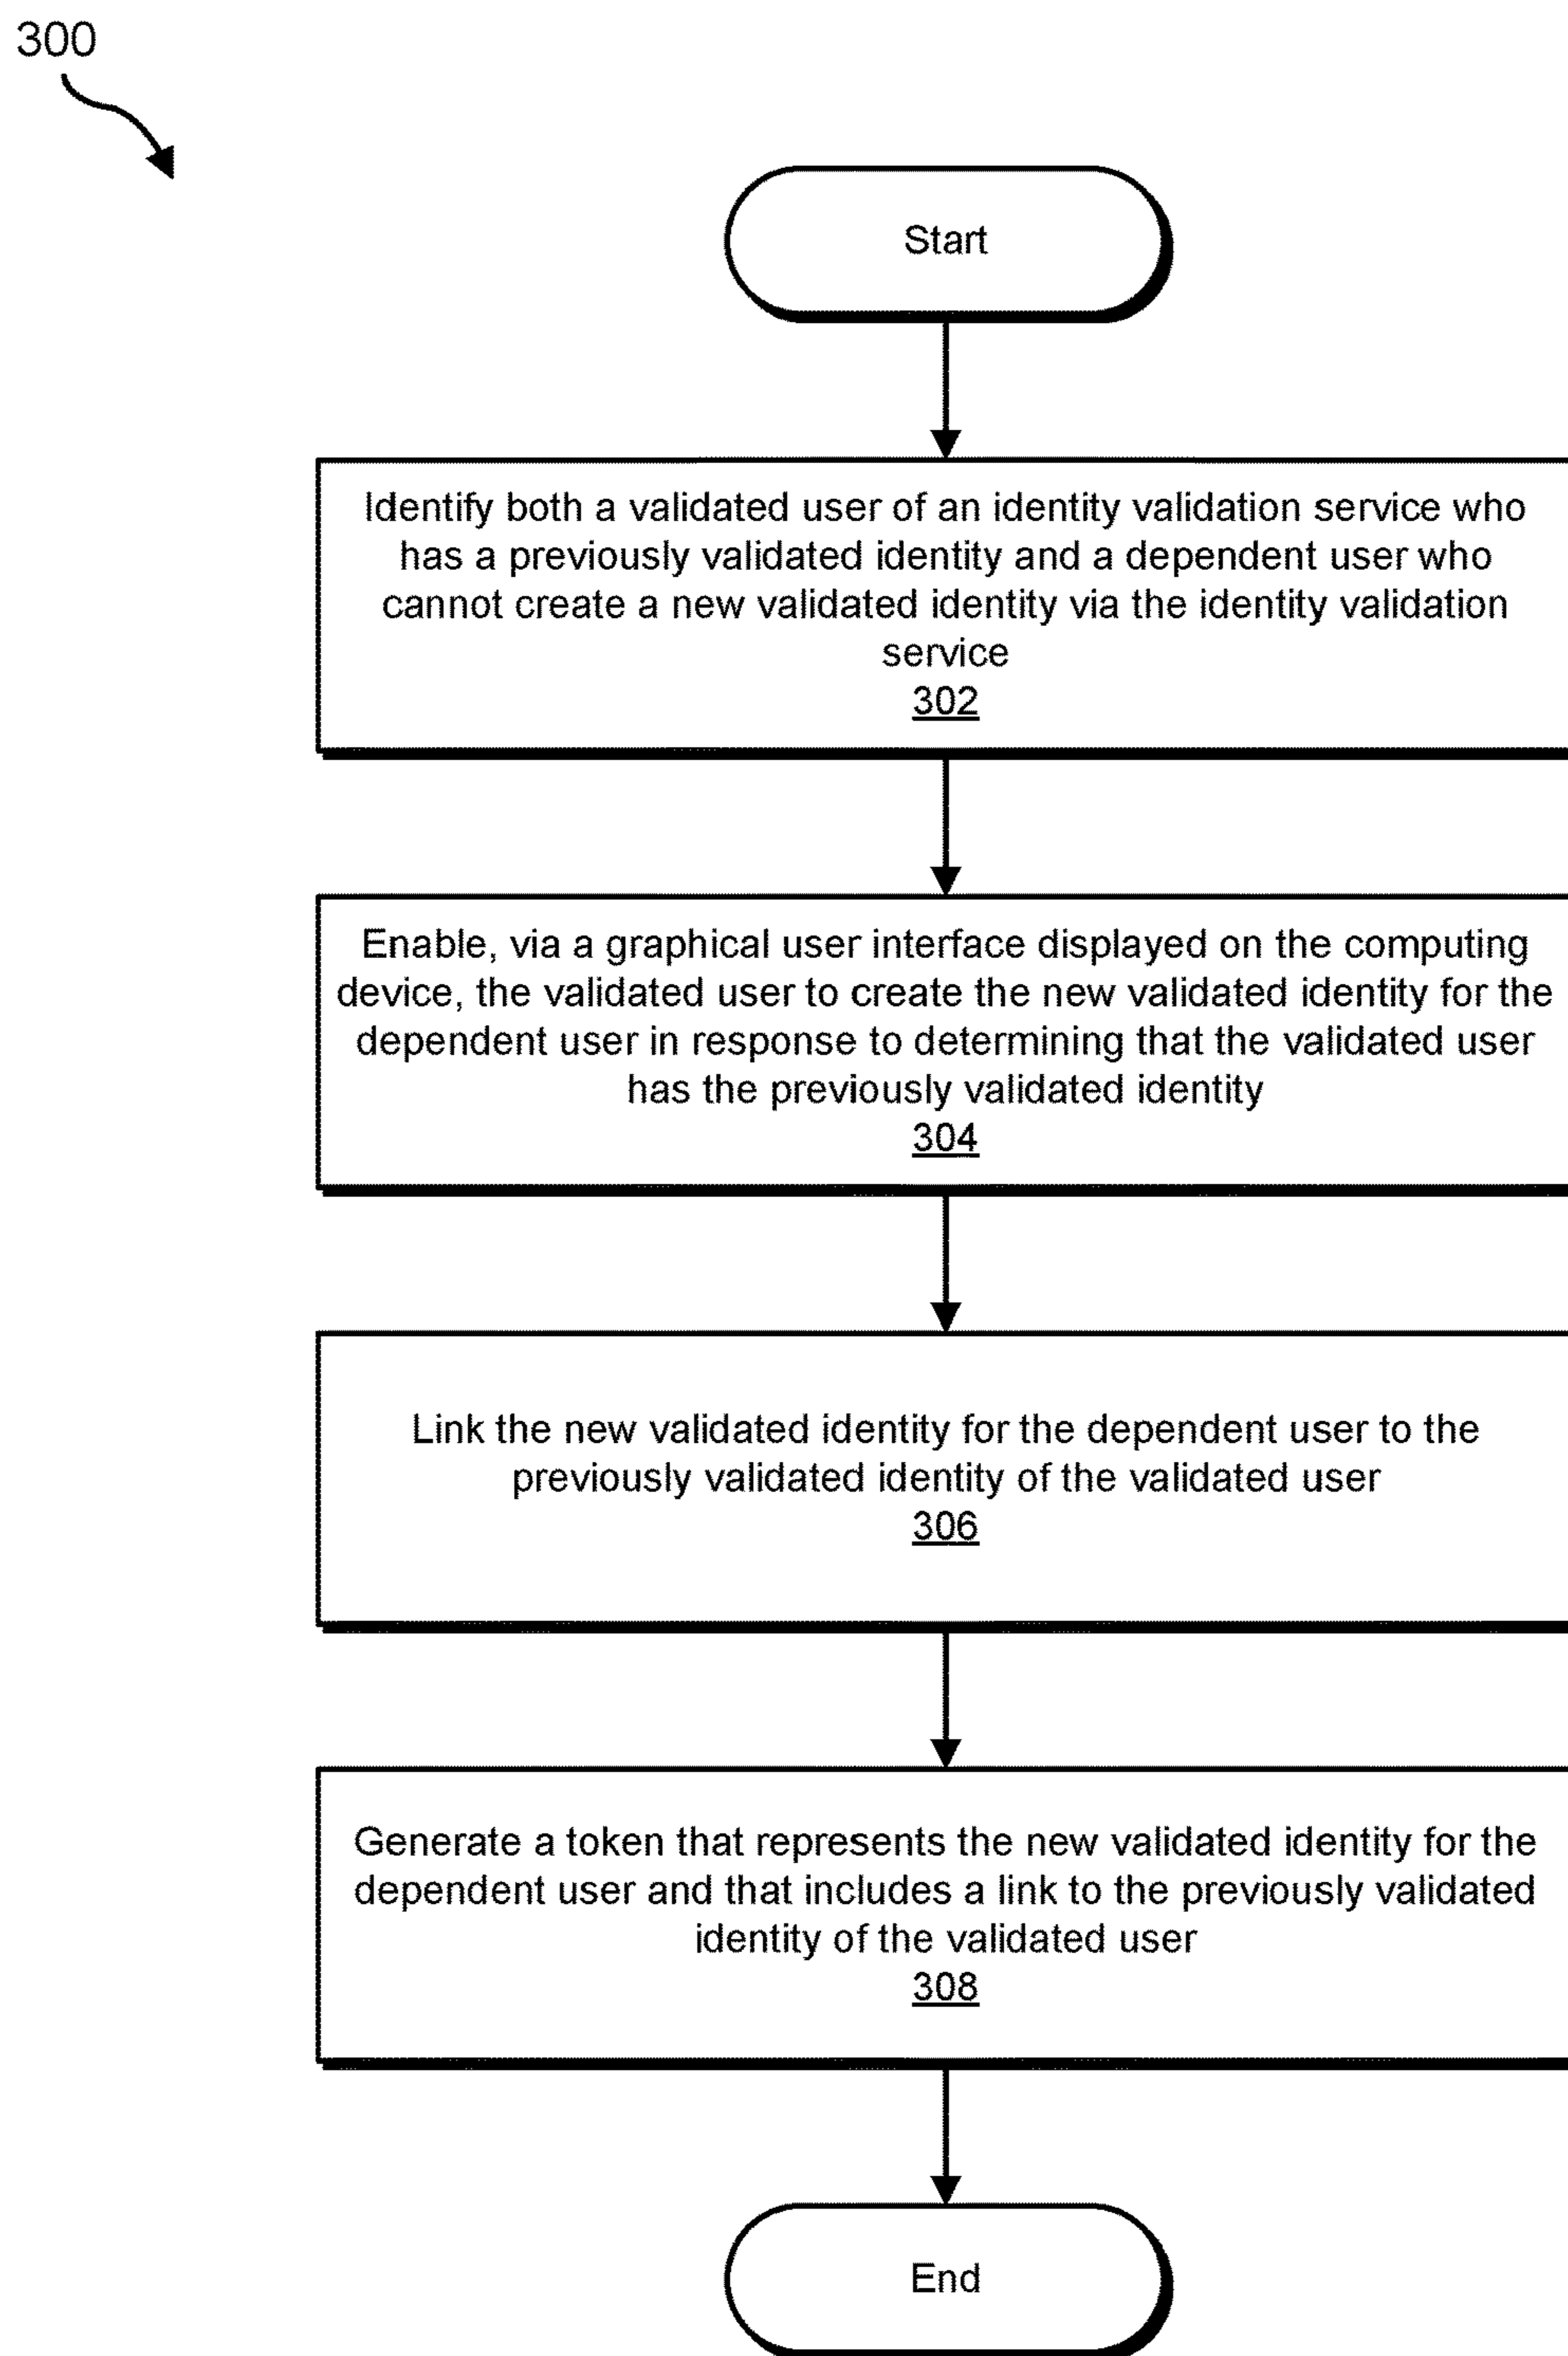 300
Start
Identify both a validated user of an identity validation service who
has a previously validated identity and a dependent user who
cannot create a new validated identity via the identity validation
service
302
Enable, via a graphical user interface displayed on the computing
device, the validated user to create the new validated identity for the
dependent user in response to determining that the validated user
has the previously validated identity
304
Link the new validated identity for the dependent user to the
previously validated identity of the validated user
306
Generate a token that represents the new validated identity for the
dependent user and that includes a link to the previously validated
identity of the validated user
308
End